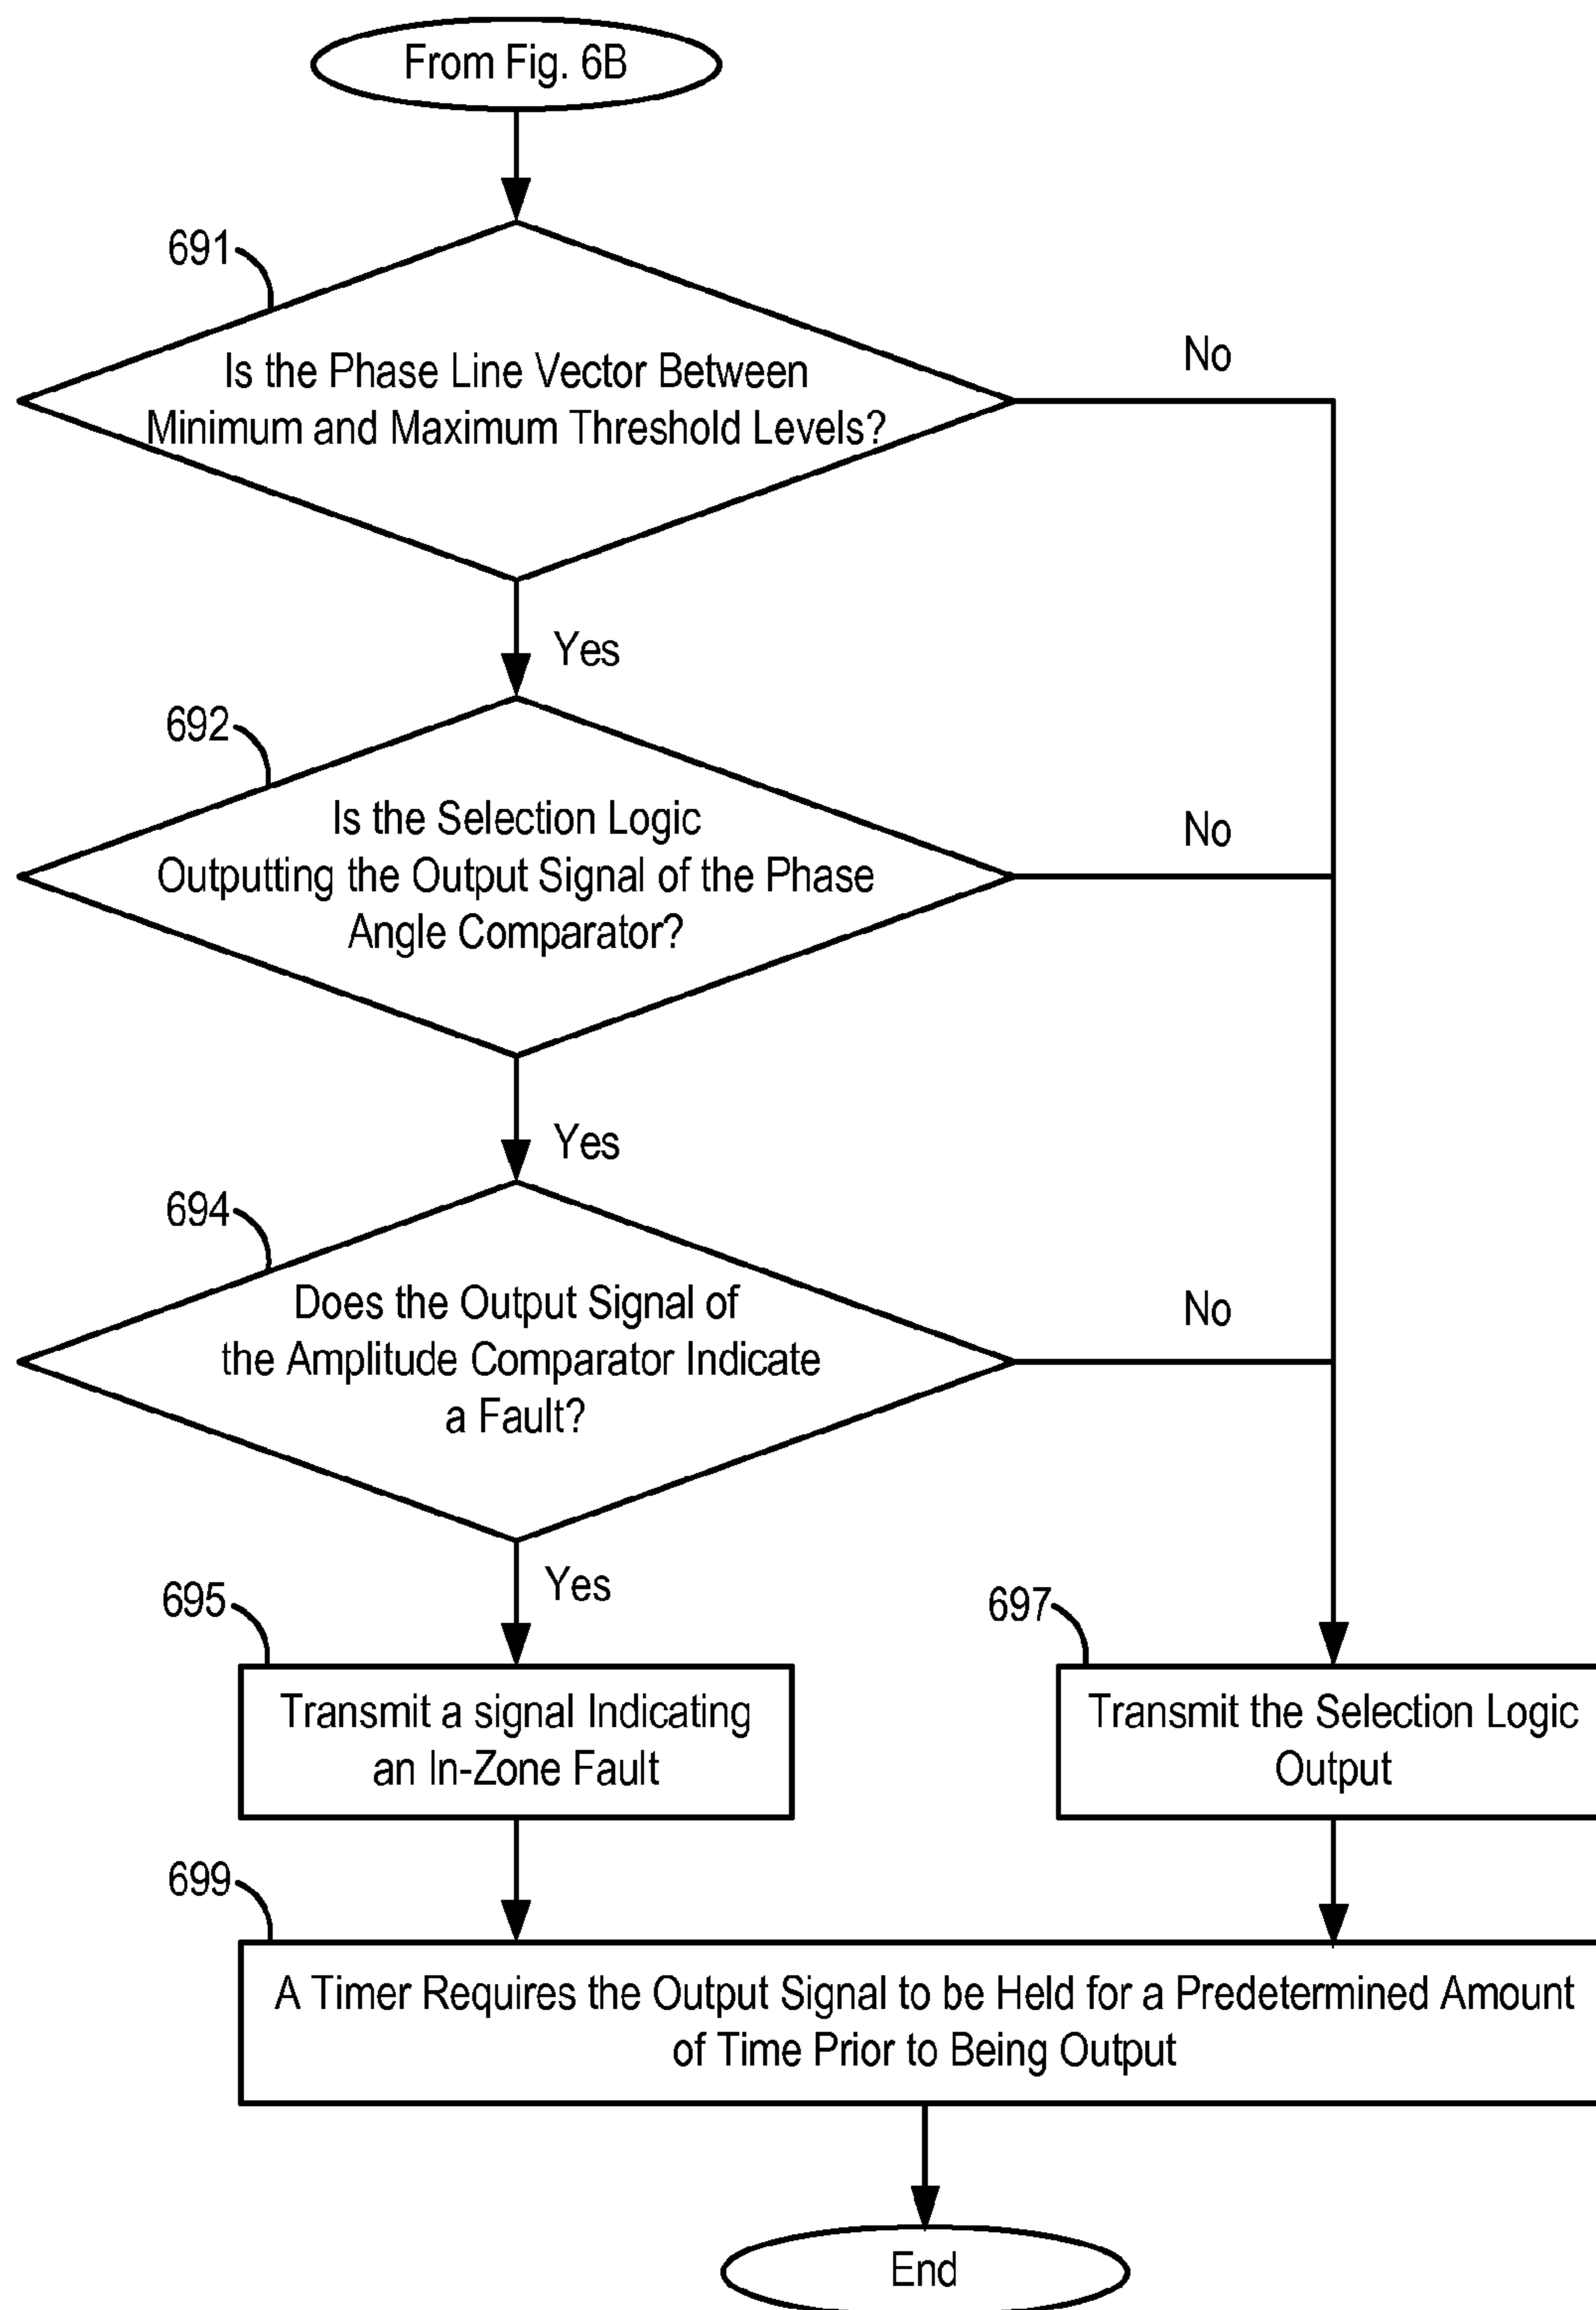 From Fig. 6B
691
No
Is the Phase Line Vector Between
Minimum and Maximum Threshold Levels?
Yes
692
No
Is the Selection Logic
Outputting the Output Signal of the Phase
Angle Comparator?
Yes
694
No
Does the Output Signal of
the Amplitude Comparator Indicate
a Fault?
Yes
695
697
Transmit a signal Indicating
an In-Zone Fault
Transmit the Selection Logic
Output
699
A Timer Requires the Output Signal to be Held for a Predetermined Amount
of Time Prior to Being Output
End